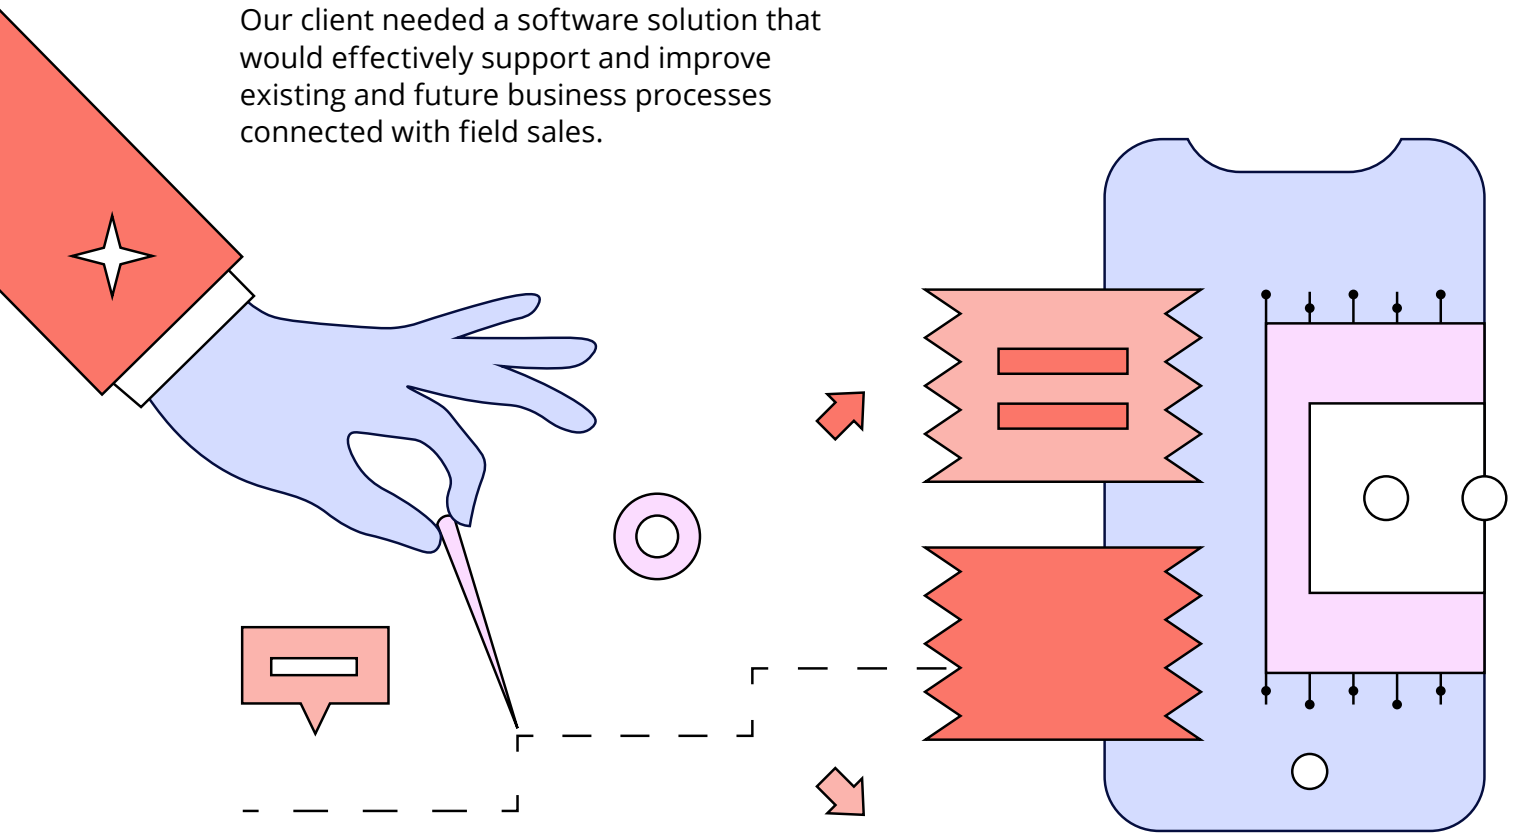 Our client needed a software solution that
would effectively support and improve
existing and future business processes
connected with field sales.